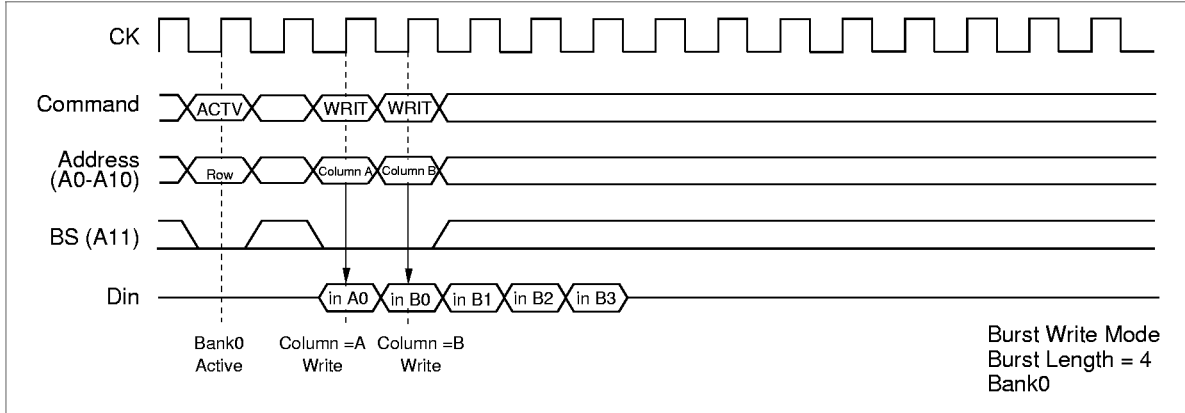 CK
Command
ACTV
WRIT
WRIT
Address
(A0-A10)
Row
Column A
Column B
BS (A11)
Din
in A0
in B0
in B1
in B2
in B3
Bank0
Active
Column =A
Write
Column =B
Write
Burst Write Mode
Burst Length = 4
Bank0